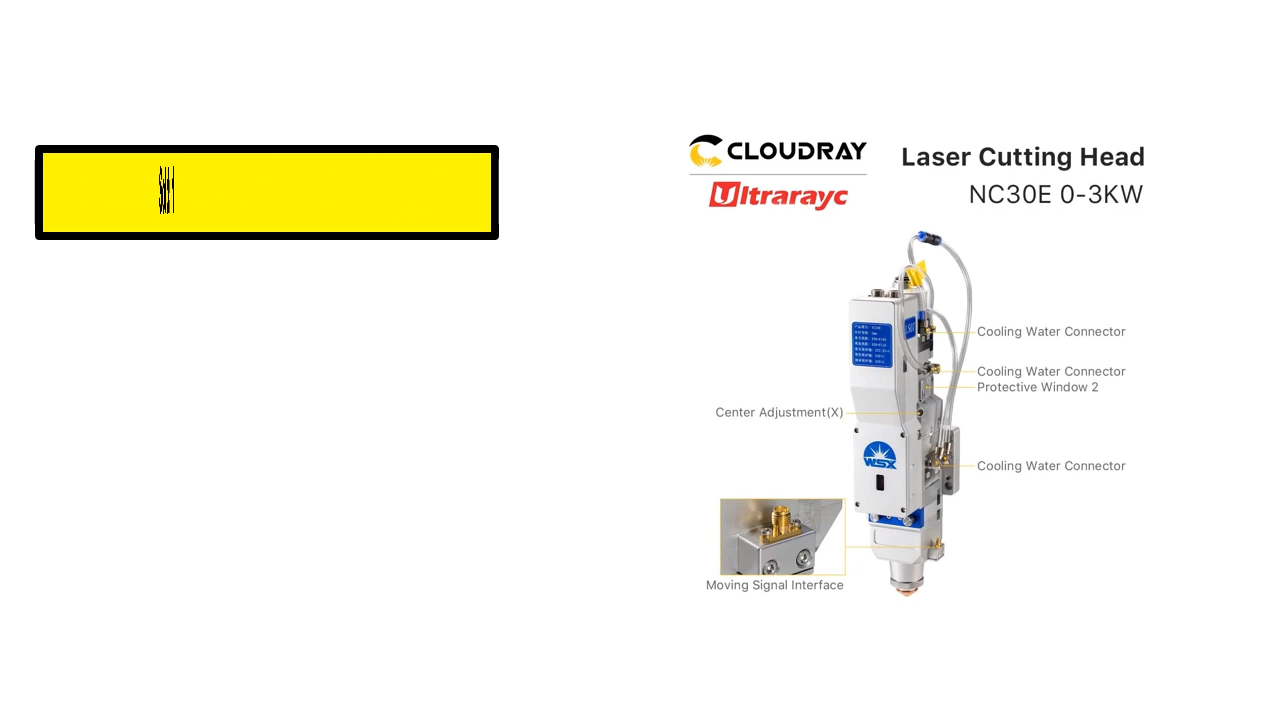 CLOUDRAY
Ultrarayc
Laser Cutting Head
NC30E 0-3KW
Cooling Water Connector
Cooling Water Connector
Protective Window 2
Center Adjustment(X)
WSX
Cooling Water Connector
Moving Signal Interface